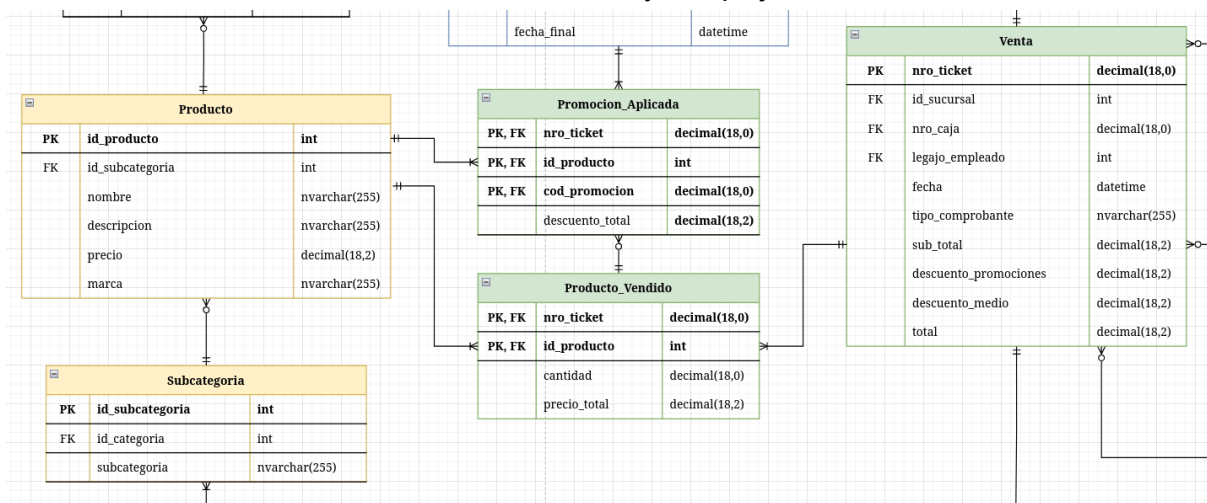 fecha_final datetime
Producto
PK id_producto int
FK id_subcategoria int
nombre nvarchar(255)
descripcion nvarchar(255)
precio decimal(18,2)
marca nvarchar(255)
Subcategoria
PK id_subcategoria int
FK id_categoria int
subcategoria nvarchar(255)
Promocion_Aplicada
PK, FK nro_ticket decimal(18,0)
PK, FK id_producto int
PK, FK cod_promocion decimal(18,0)
descuento_total decimal(18,2)
Producto_Vendido
PK, FK nro_ticket decimal(18,0)
PK, FK id_producto int
cantidad decimal(18,0)
precio_total decimal(18,2)
Venta
PK nro_ticket decimal(18,0)
FK id_sucursal int
FK nro_caja decimal(18,0)
FK legajo_empleado int
fecha datetime
tipo_comprobante nvarchar(255)
sub_total decimal(18,2)
descuento_promociones decimal(18,2)
descuento_medio decimal(18,2)
total decimal(18,2)